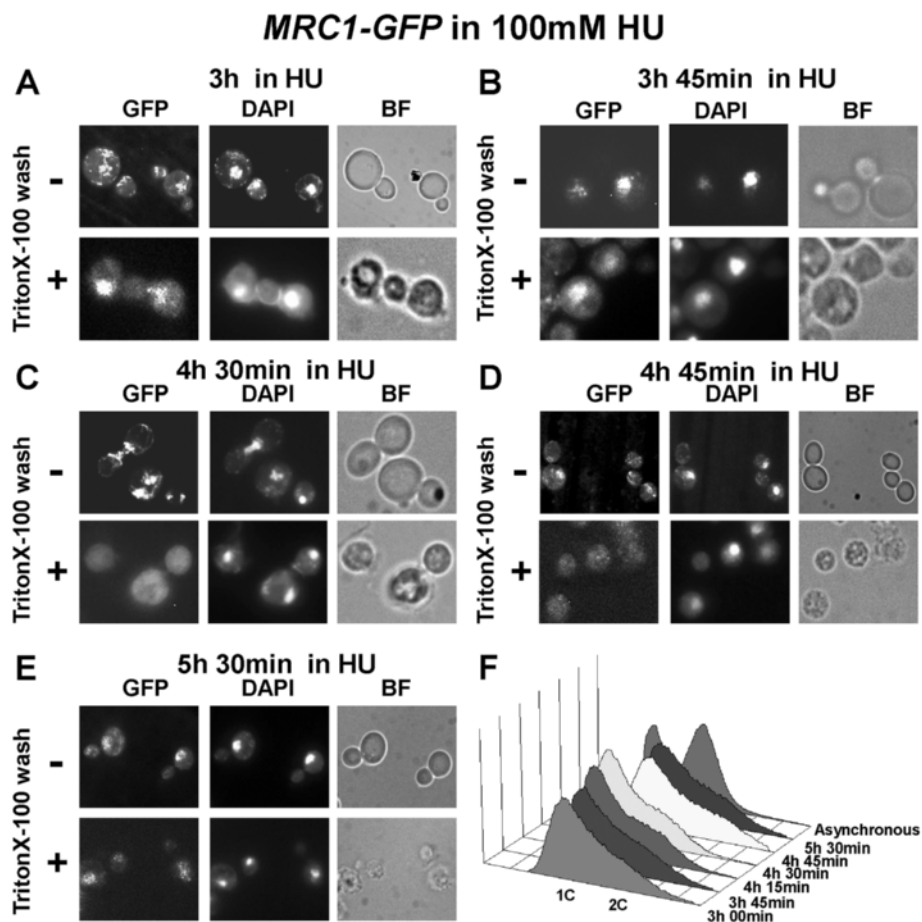 MRC1-GFP in 100mM HU
A
3h in HU
GFP DAPI BF
TritonX-100 wash
-
+
B
3h 45min in HU
GFP DAPI BF
TritonX-100 wash
-
+
C
4h 30min in HU
GFP DAPI BF
TritonX-100 wash
-
+
D
4h 45min in HU
GFP DAPI BF
TritonX-100 wash
-
+
E
5h 30min in HU
GFP DAPI BF
TritonX-100 wash
-
+
F
Asynchronous
5h 30min
4h 45min
4h 30min
4h 15min
3h 45min
3h 00min
1C 2C